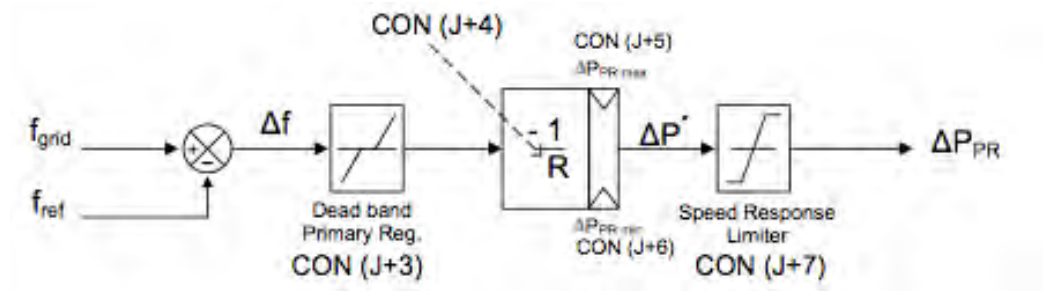 CON (J+4)
CON (J+5)
ΔP_PR max
f_grid
+
−
Δf
- 1
R
ΔP*
ΔP_PR
f_ref
Dead band
Primary Reg.
CON (J+3)
ΔP_PR min
CON (J+6)
Speed Response
Limiter
CON (J+7)